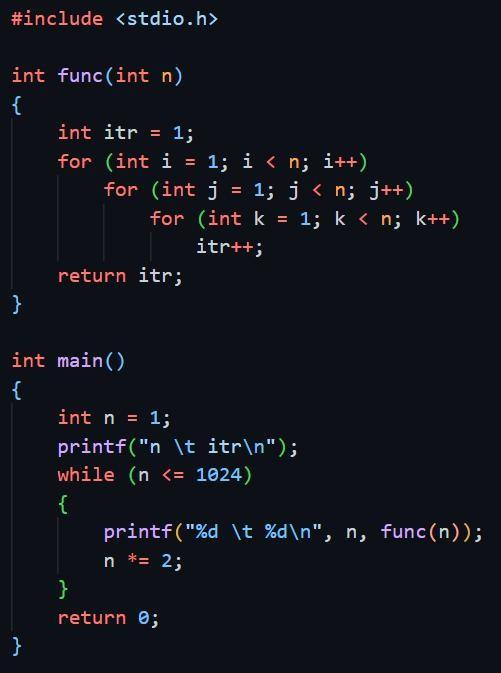 #include <stdio.h>

int func(int n)
{
    int itr = 1;
    for (int i = 1; i < n; i++)
        for (int j = 1; j < n; j++)
            for (int k = 1; k < n; k++)
                itr++;
    return itr;
}

int main()
{
    int n = 1;
    printf("n \t itr\n");
    while (n <= 1024)
    {
        printf("%d \t %d\n", n, func(n));
        n *= 2;
    }
    return 0;
}